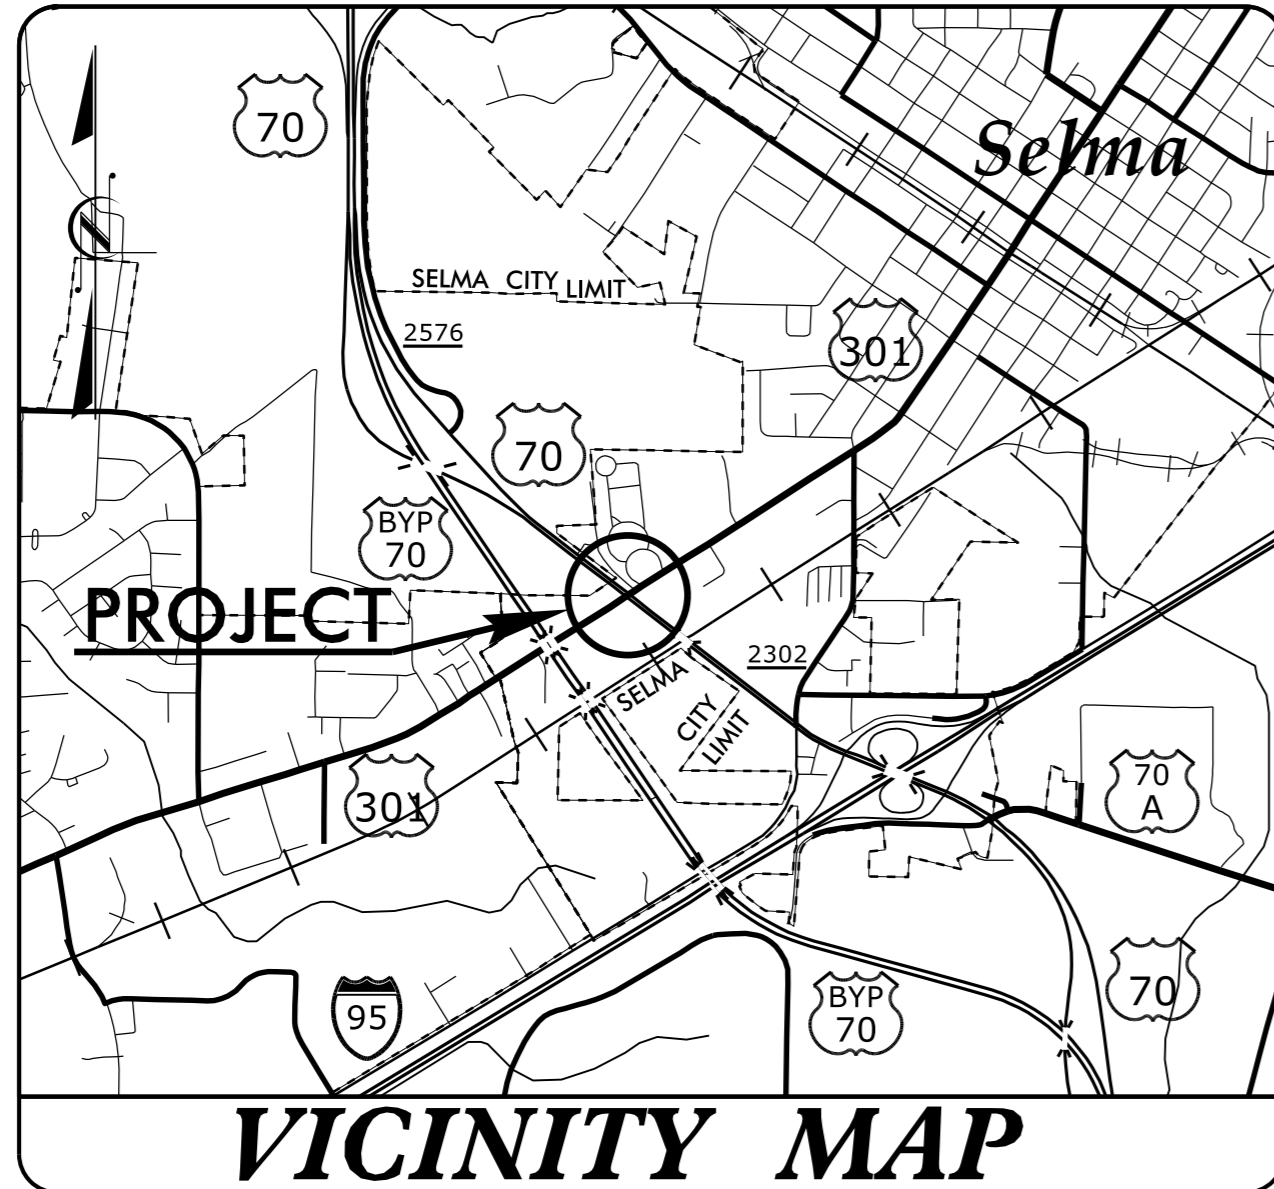 70
Selma
N
SELMA CITY LIMIT
2576
301
70
BYP
70
PROJECT
2302
SELMA
CITY
LIMIT
301
70
A
95
BYP
70
70
VICINITY MAP